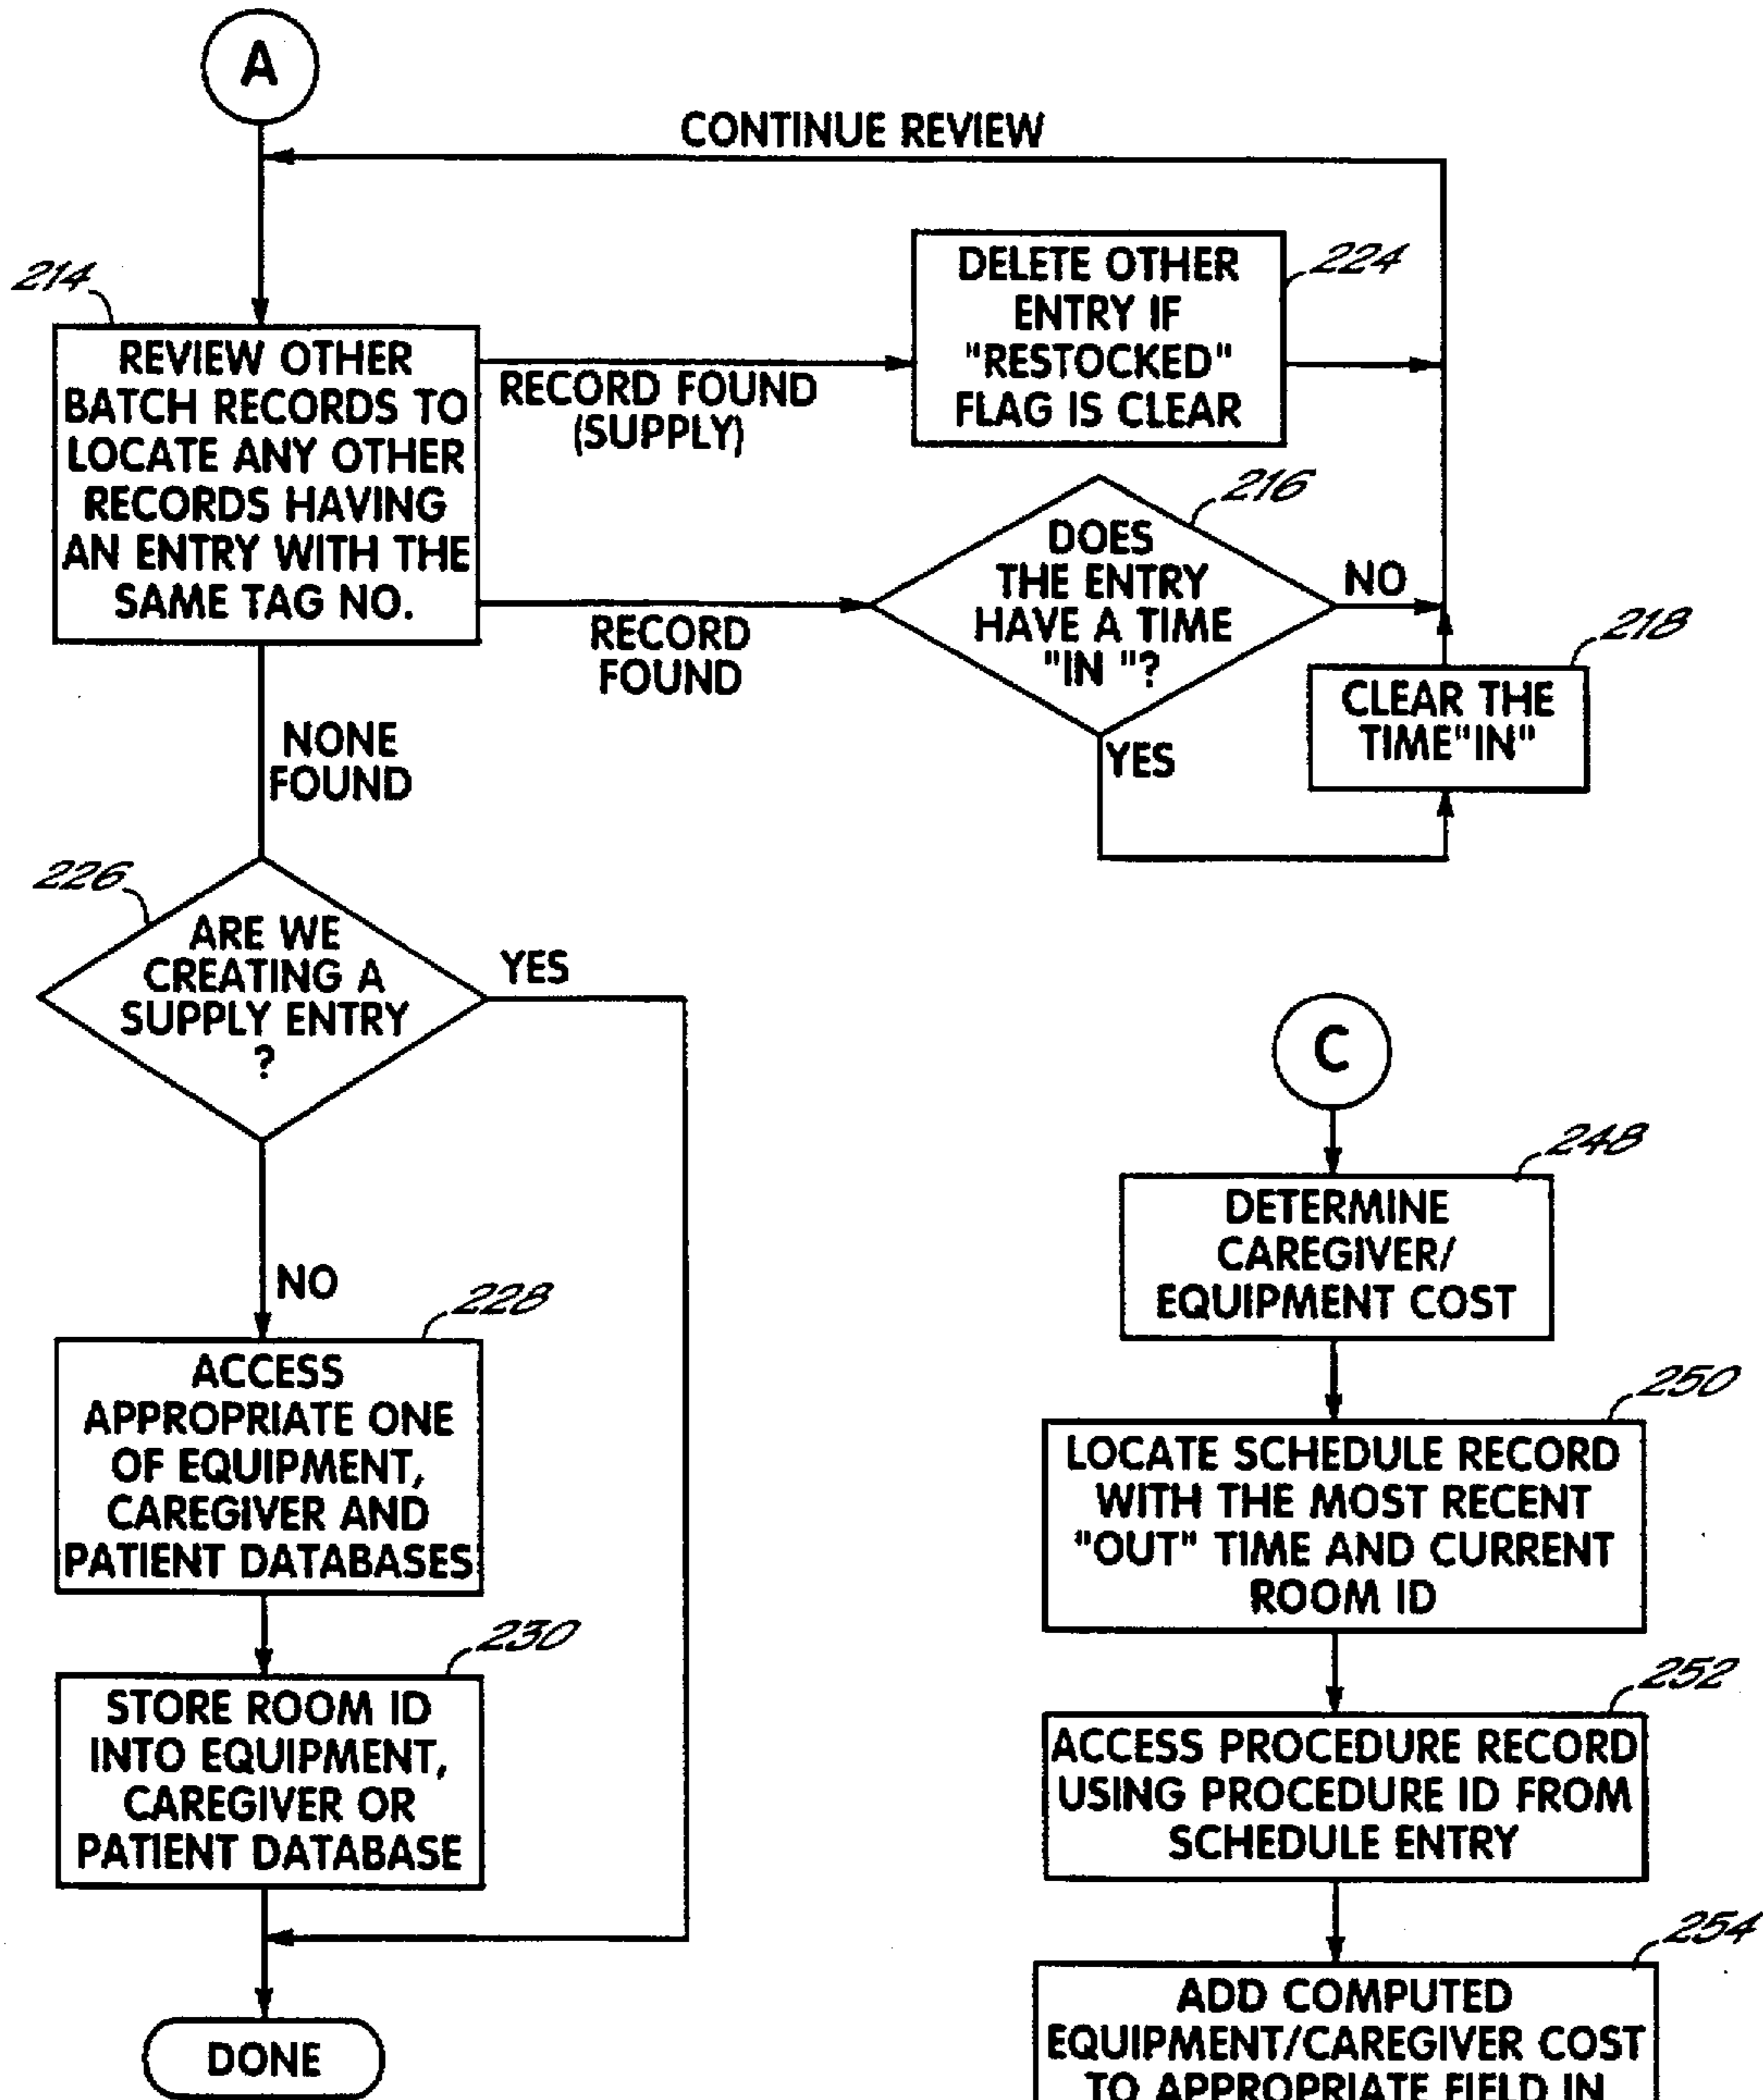 A
CONTINUE REVIEW
214
REVIEW OTHER
BATCH RECORDS TO
LOCATE ANY OTHER
RECORDS HAVING
AN ENTRY WITH THE
SAME TAG NO.
RECORD FOUND
(SUPPLY)
DELETE OTHER
ENTRY IF
"RESTOCKED"
FLAG IS CLEAR
224
RECORD
FOUND
216
DOES
THE ENTRY
HAVE A TIME
"IN "?
NO
YES
218
CLEAR THE
TIME"IN"
NONE
FOUND
226
ARE WE
CREATING A
SUPPLY ENTRY
?
YES
NO
228
ACCESS
APPROPRIATE ONE
OF EQUIPMENT,
CAREGIVER AND
PATIENT DATABASES
230
STORE ROOM ID
INTO EQUIPMENT,
CAREGIVER OR
PATIENT DATABASE
DONE
C
248
DETERMINE
CAREGIVER/
EQUIPMENT COST
250
LOCATE SCHEDULE RECORD
WITH THE MOST RECENT
"OUT" TIME AND CURRENT
ROOM ID
252
ACCESS PROCEDURE RECORD
USING PROCEDURE ID FROM
SCHEDULE ENTRY
254
ADD COMPUTED
EQUIPMENT/CAREGIVER COST
TO APPROPRIATE FIELD IN